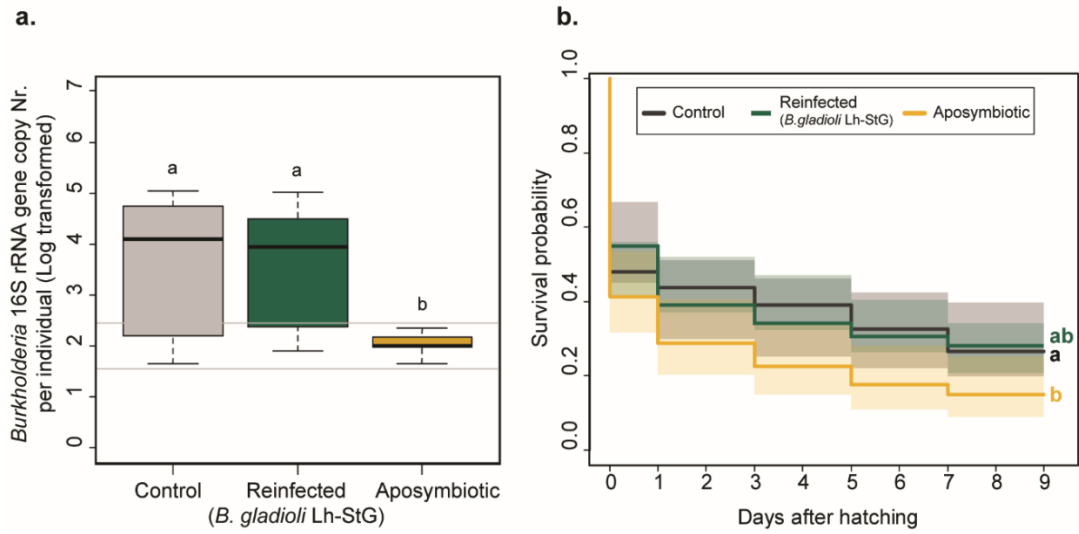 a.
Burkholderia 16S rRNA gene copy Nr.
per individual (Log transformed)
7
6
5
4
3
2
1
0
a
a
b
Control
Reinfected
Aposymbiotic
(B. gladioli Lh-StG)
b.
Survival probability
1.0
0.8
0.6
0.4
0.2
0.0
Control
Reinfected
(B.gladioli Lh-StG)
Aposymbiotic
ab
a
b
0 1 2 3 4 5 6 7 8 9
Days after hatching